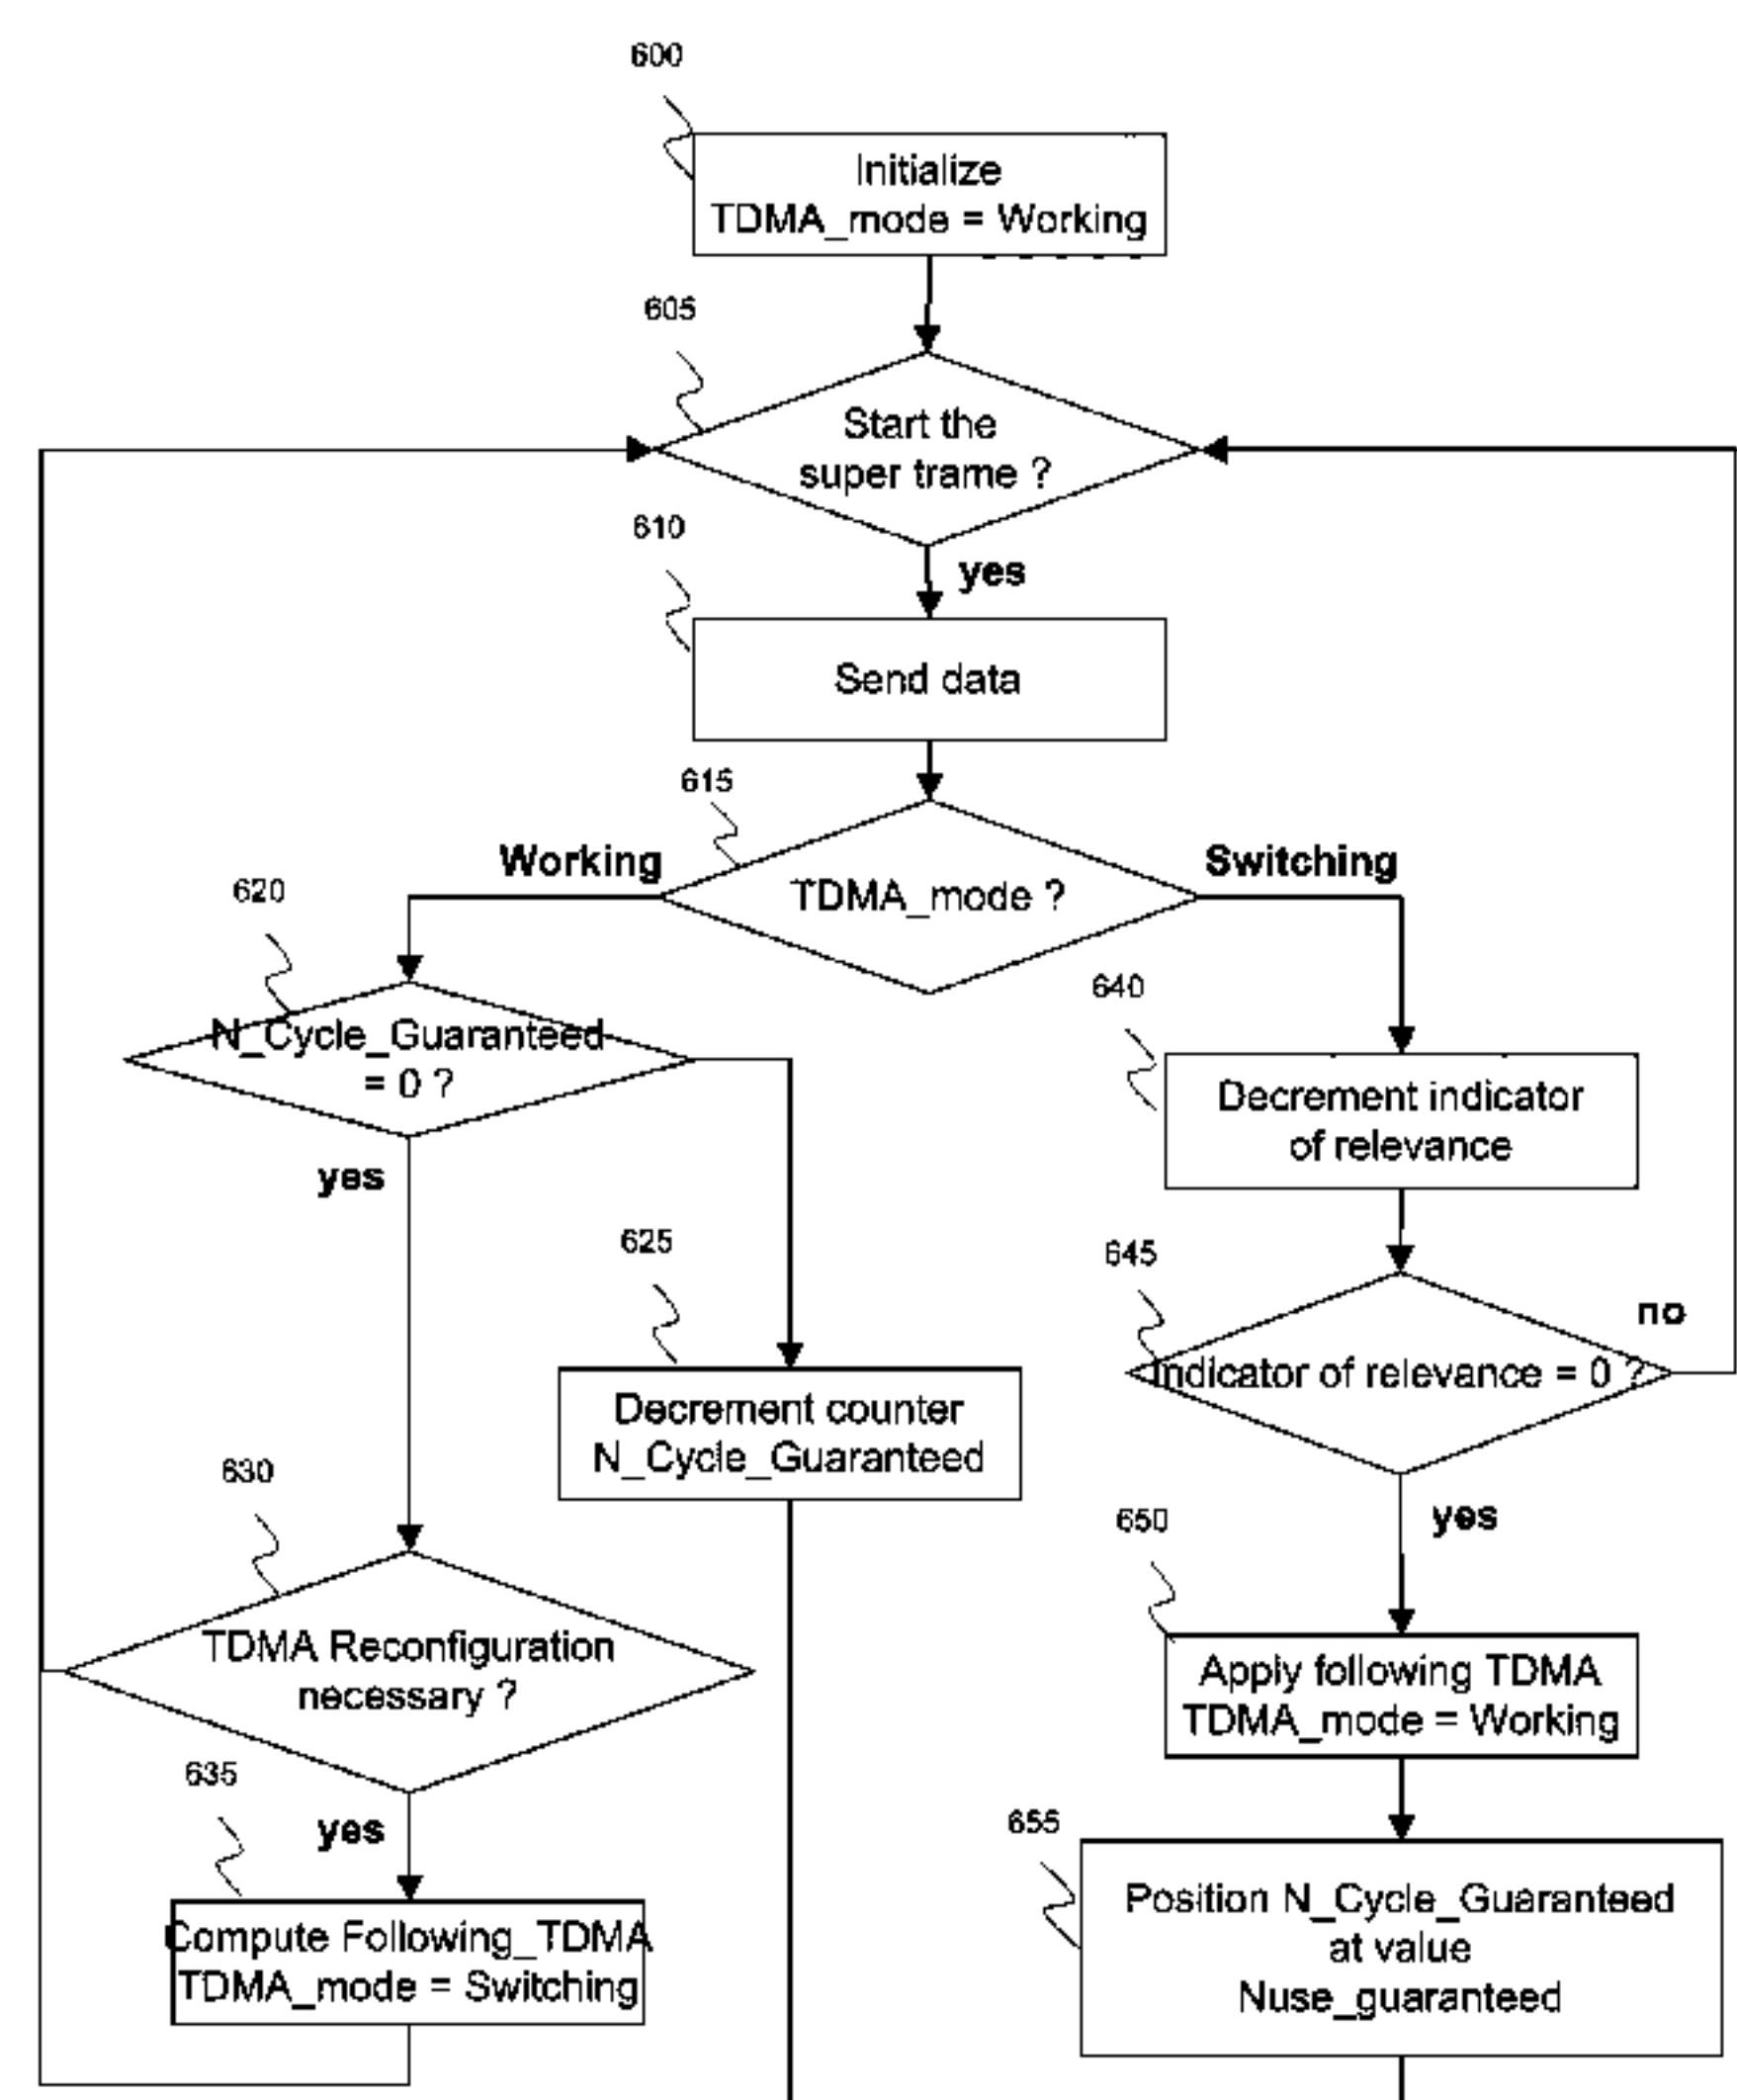 600
Initialize
TDMA_mode = Working
605
Start the
super trame ?
610
yes
Send data
615
Working
TDMA_mode ?
Switching
620
N_Cycle_Guaranteed
= 0 ?
yes
640
Decrement indicator
of relevance
625
Decrement counter
N_Cycle_Guaranteed
645
no
Indicator of relevance = 0 ?
yes
630
TDMA Reconfiguration
necessary ?
yes
650
Apply following TDMA
TDMA_mode = Working
635
Compute Following_TDMA
TDMA_mode = Switching
655
Position N_Cycle_Guaranteed
at value
Nuse_guaranteed